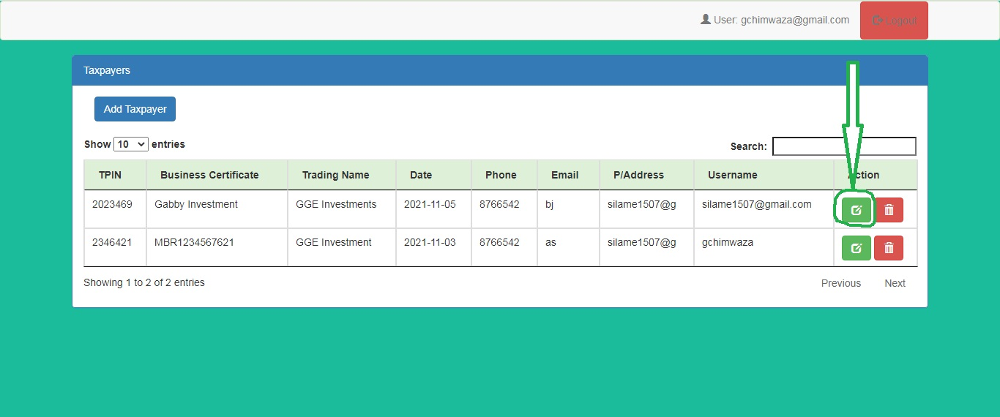 User: gchimwaza@gmail.com Logout
Taxpayers
Add Taxpayer
Show 10 entries
Search:
TPIN Business Certificate Trading Name Date Phone Email P/Address Username Action
2023469 Gabby Investment GGE Investments 2021-11-05 8766542 bj silame1507@g silame1507@gmail.com
2346421 MBR1234567621 GGE Investment 2021-11-03 8766542 as silame1507@g gchimwaza
Showing 1 to 2 of 2 entries
Previous Next